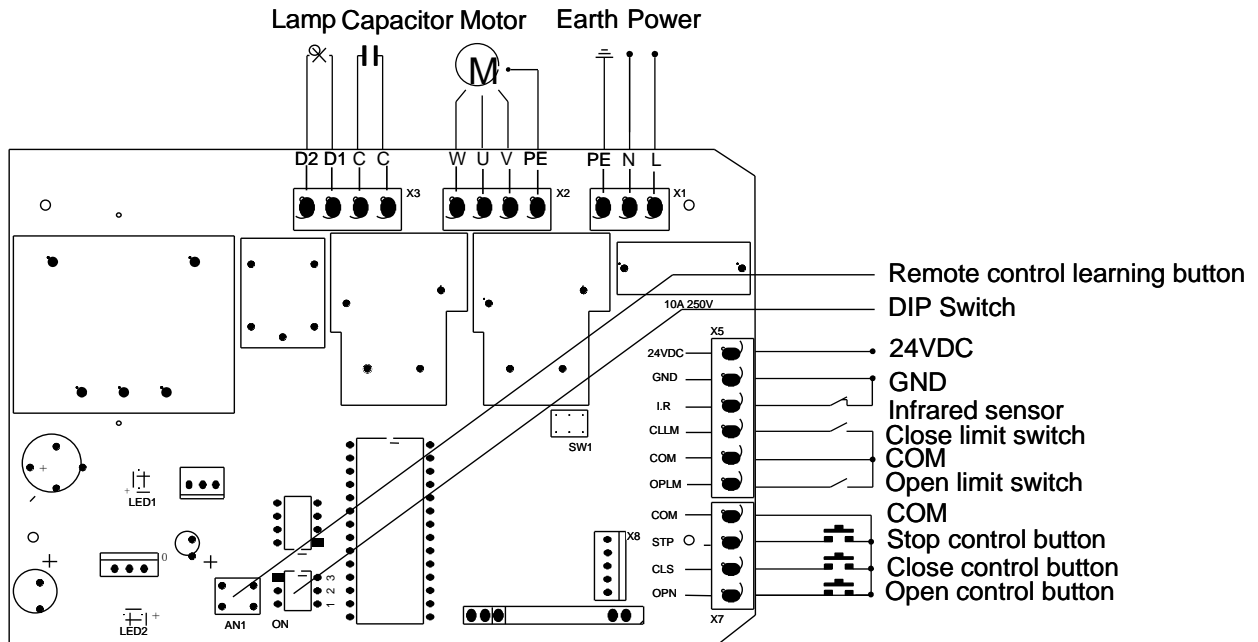 Lamp Capacitor Motor Earth Power
M
D2 D1 C C W U V PE PE N L
X3 X2 X1
Remote control learning button
10A 250V DIP Switch
X5
24VDC 24VDC
GND GND
I.R Infrared sensor
CLLM Close limit switch
SW1 COM COM
OPLM Open limit switch
LED1
COM COM
X8 STP Stop control button
0
CLS Close control button
3
2
1
OPN Open control button
LED2 AN1 ON X7